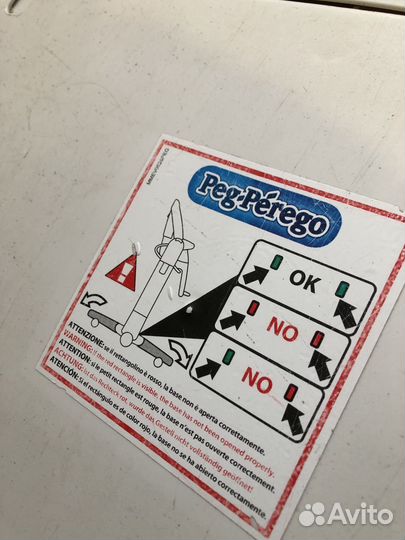 Peg-Pérego
OK
NO
NO
ATTENZIONE: se il rettangolino è rosso, la base non è aperta correttamente.
WARNING: If the red rectangle is visible, the base has not been opened properly.
ATTENTION: si le petit rectangle est rouge, la base n'est pas ouverte correctement.
ACHTUNG: Ist das Rechteck rot, wurde das Gestell nicht vollständig geöffnet!
ATENCIÓN: Si el rectángulo es de color rojo, la base no se ha abierto correctamente.
Avito